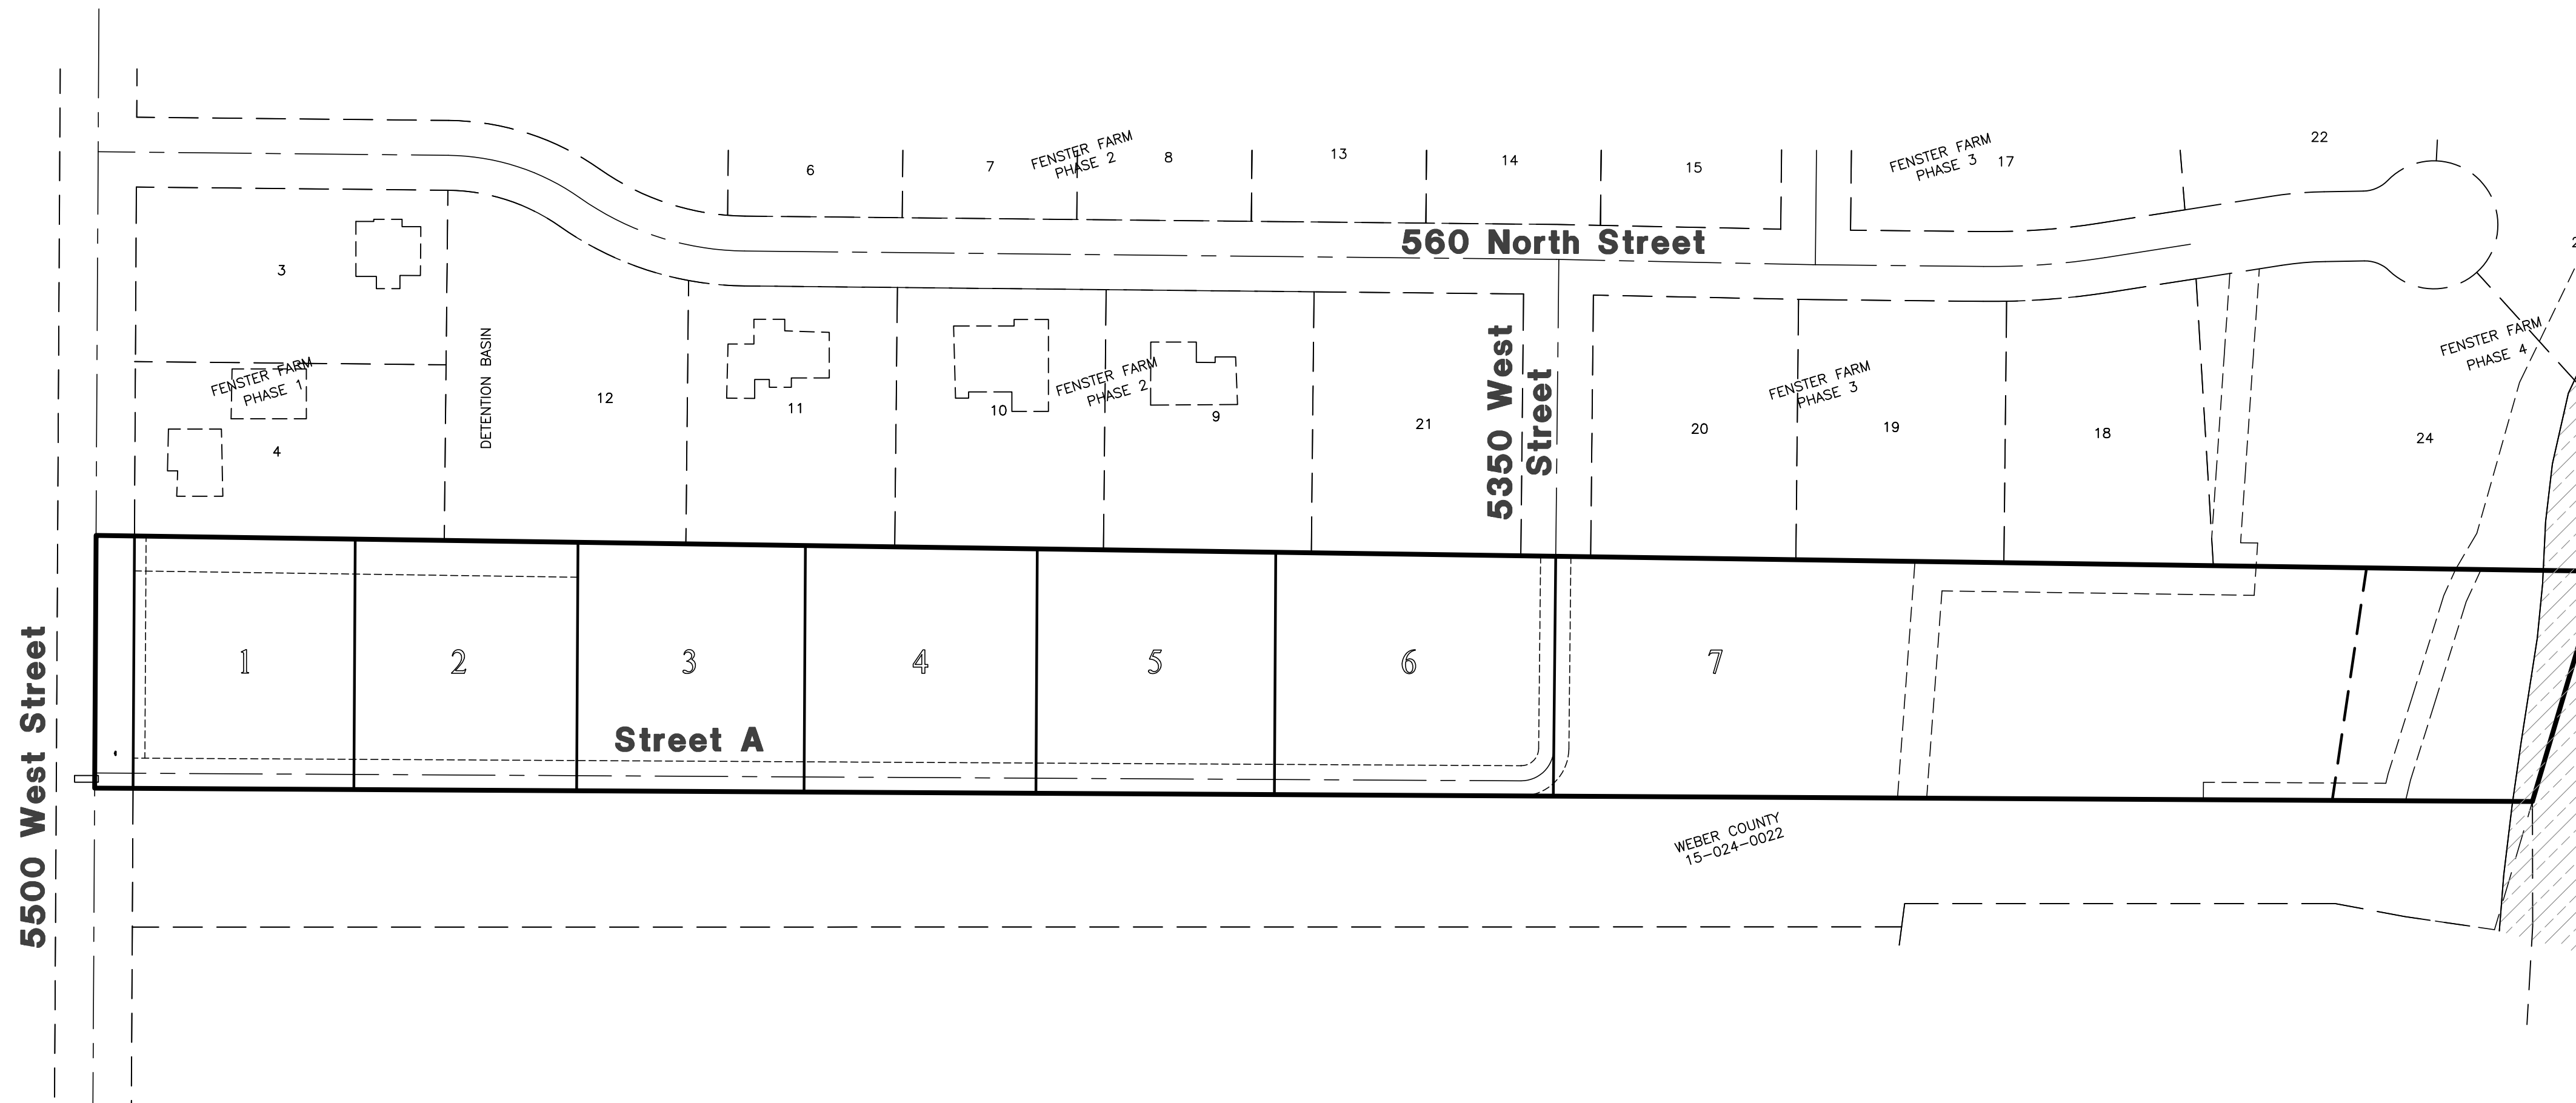 22
6
7
FENSTER FARM
PHASE 2
8
13
14
15
FENSTER FARM
PHASE 3
17
560 North Street
3
FENSTER FARM
PHASE 1
4
DETENTION BASIN
12
11
10
FENSTER FARM
PHASE 2
9
21
5350 West
Street
20
FENSTER FARM
PHASE 3
19
18
24
FENSTER FARM
PHASE 4
1
2
3
4
5
6
7
Street A
5500 West Street
WEBER COUNTY
15-024-0022